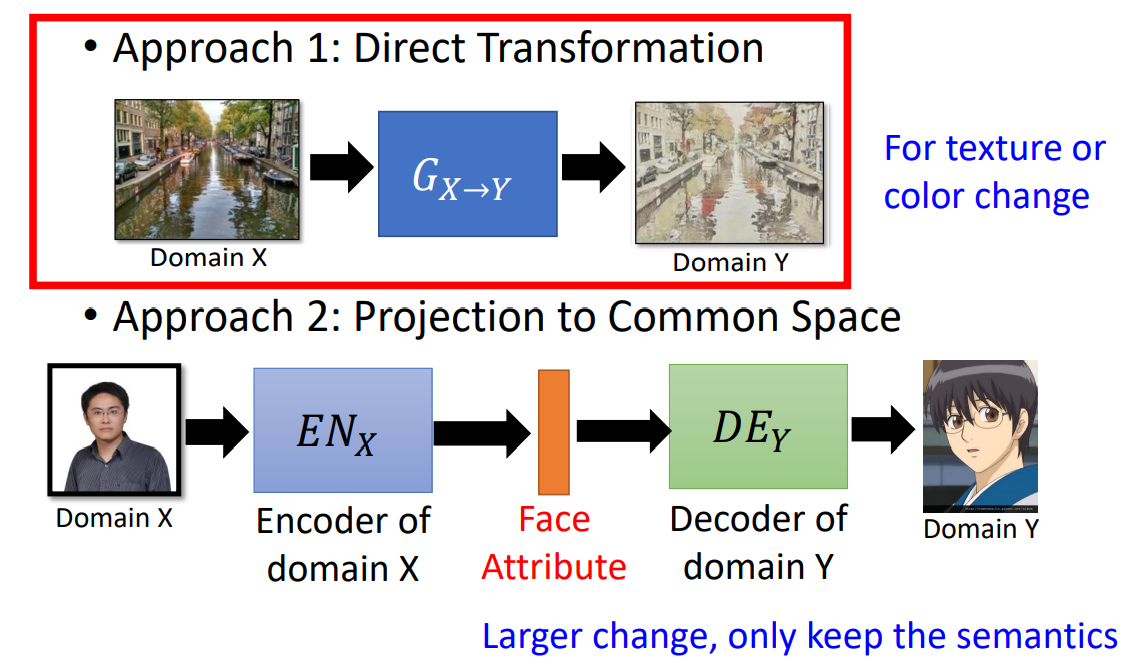 • Approach 1: Direct Transformation
G_{X→Y}
For texture or
color change
Domain X
Domain Y
• Approach 2: Projection to Common Space
EN_X
DE_Y
Domain X
Encoder of
domain X
Face
Attribute
Decoder of
domain Y
Domain Y
Larger change, only keep the semantics